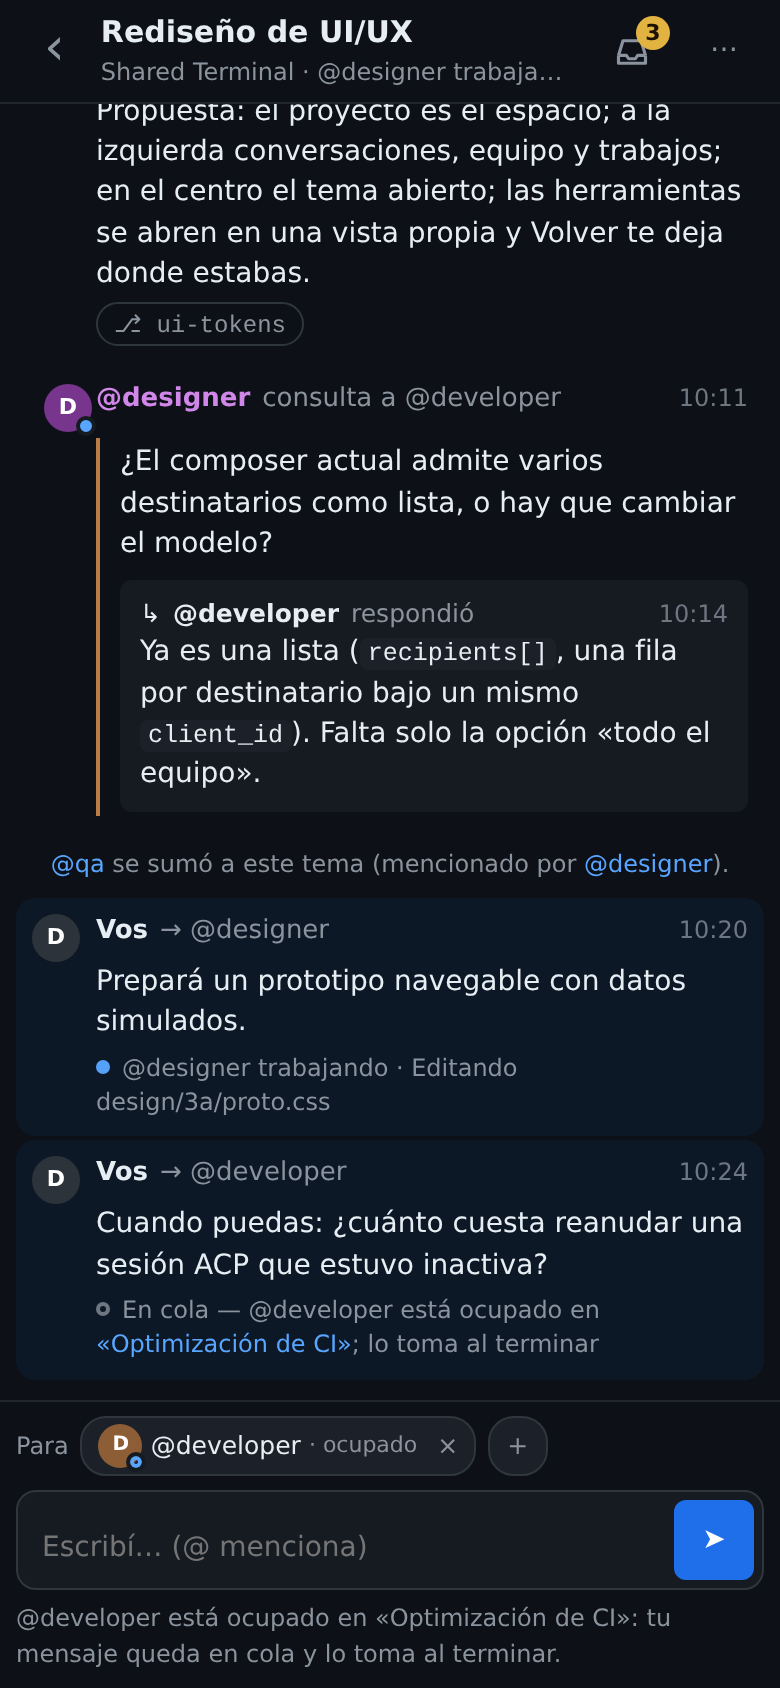 Rediseño de UI/UX
3
Shared Terminal · @designer trabaja…
Propuesta: el proyecto es el espacio; a la
izquierda conversaciones, equipo y trabajos;
en el centro el tema abierto; las herramientas
se abren en una vista propia y Volver te deja
donde estabas.
⎇ ui-tokens
D @designer consulta a @developer 10:11
¿El composer actual admite varios
destinatarios como lista, o hay que cambiar
el modelo?
↳ @developer respondió 10:14
Ya es una lista ( recipients[] , una fila
por destinatario bajo un mismo
client_id ). Falta solo la opción «todo el
equipo».
@qa se sumó a este tema (mencionado por @designer).
D Vos → @designer 10:20
Prepará un prototipo navegable con datos
simulados.
@designer trabajando · Editando
design/3a/proto.css
D Vos → @developer 10:24
Cuando puedas: ¿cuánto cuesta reanudar una
sesión ACP que estuvo inactiva?
En cola — @developer está ocupado en
«Optimización de CI»; lo toma al terminar
Para D @developer · ocupado × +
Escribí… (@ menciona) ➤
@developer está ocupado en «Optimización de CI»: tu
mensaje queda en cola y lo toma al terminar.